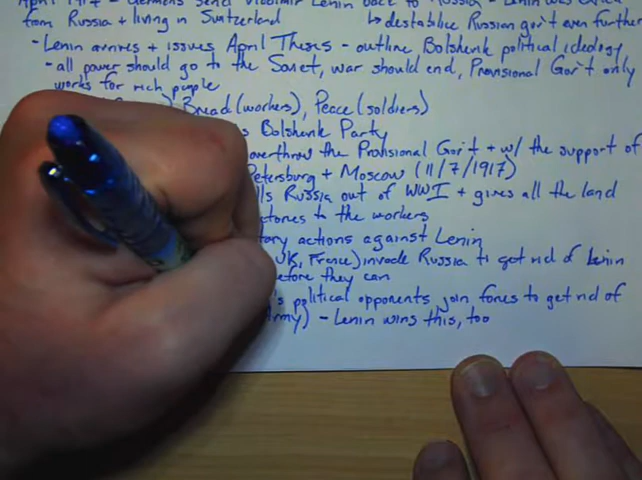 April 1917 - Germans send Vladimir Lenin back to Russia - Lenin was
from Russia + living in Switzerland ↳ destabilize Russian gov't even further
- Lenin arrives + issues April Theses - outline Bolshevik political ideology
- all power should go to the Soviet, war should end, Provisional Gov't only
works for rich people
Bread (workers), Peace (soldiers)
Bolshevik Party
overthrow the Provisional Gov't + w/ the support of
Petersburg + Moscow (11/7/1917)
Russia out of WWI + gives all the land
to the workers
actions against Lenin
UK, France) invade Russia to get rid of Lenin
before they can
political opponents join forces to get rid of
Army) - Lenin wins this, too